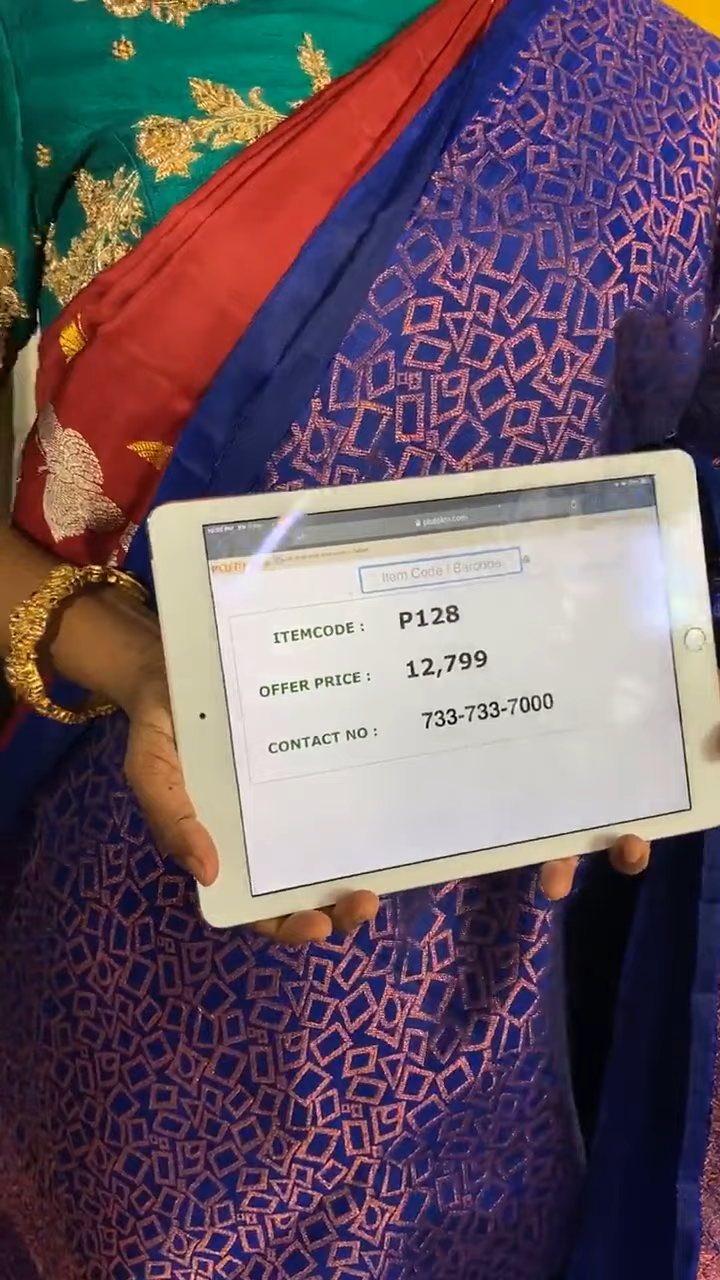 Item Code / Barcode
ITEMCODE : P128
OFFER PRICE : 12,799
CONTACT NO : 733-733-7000